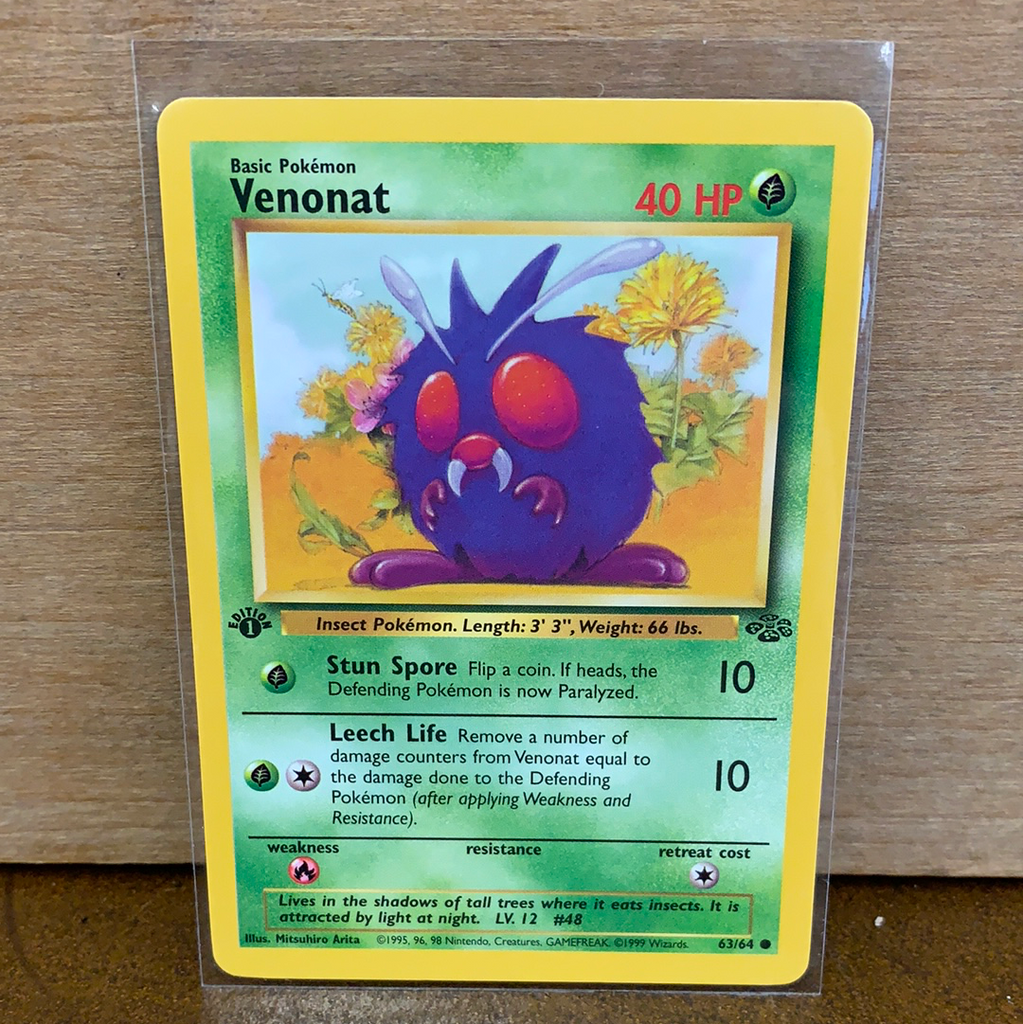 Basic Pokémon
Venonat
40 HP
EDITION
1
Insect Pokémon. Length: 3' 3", Weight: 66 lbs.
Stun Spore Flip a coin. If heads, the
Defending Pokémon is now Paralyzed.
10
Leech Life Remove a number of
damage counters from Venonat equal to
the damage done to the Defending
Pokémon (after applying Weakness and
Resistance).
10
weakness
resistance
retreat cost
Lives in the shadows of tall trees where it eats insects. It is
attracted by light at night. LV. 12 #48
Illus. Mitsuhiro Arita ©1995, 96, 98 Nintendo, Creatures, GAMEFREAK. ©1999 Wizards. 63/64